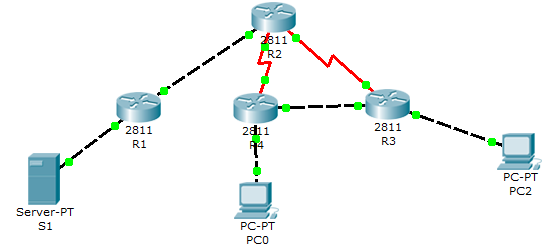 2811
R2
2811
R1
2811
R4
2811
R3
Server-PT
S1
PC-PT
PC0
PC-PT
PC2